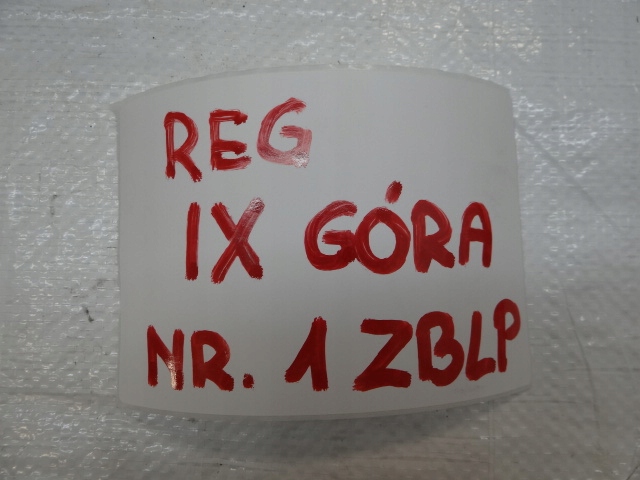 REG
IX GÓRA
NR. 1 ZBLP